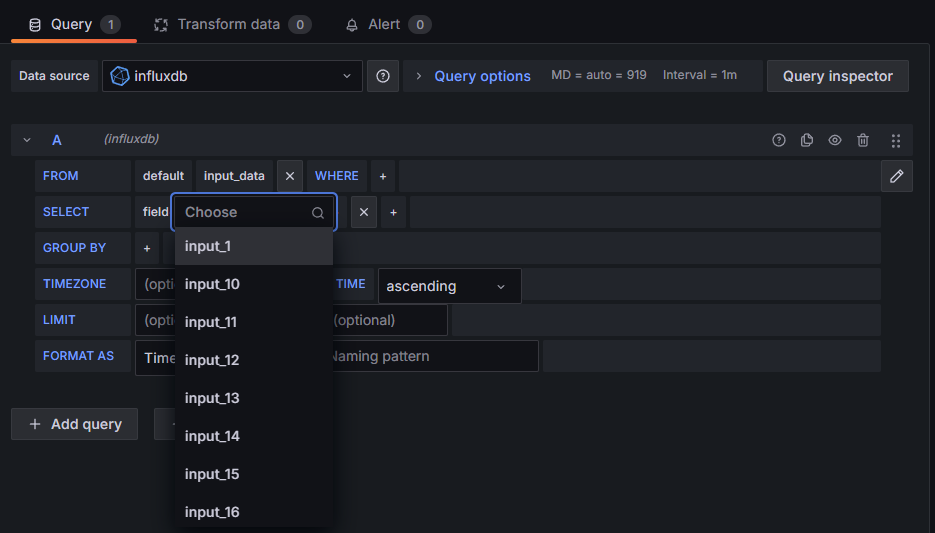 Query 1 Transform data 0 Alert 0
Data source influxdb Query options MD = auto = 919 Interval = 1m Query inspector
A (influxdb)
FROM default input_data WHERE +
SELECT field Choose +
GROUP BY +
input_1
TIMEZONE (opti TIME ascending
input_10
LIMIT (opti (optional)
input_11
FORMAT AS Time Naming pattern
input_12
input_13
+ Add query
input_14
input_15
input_16